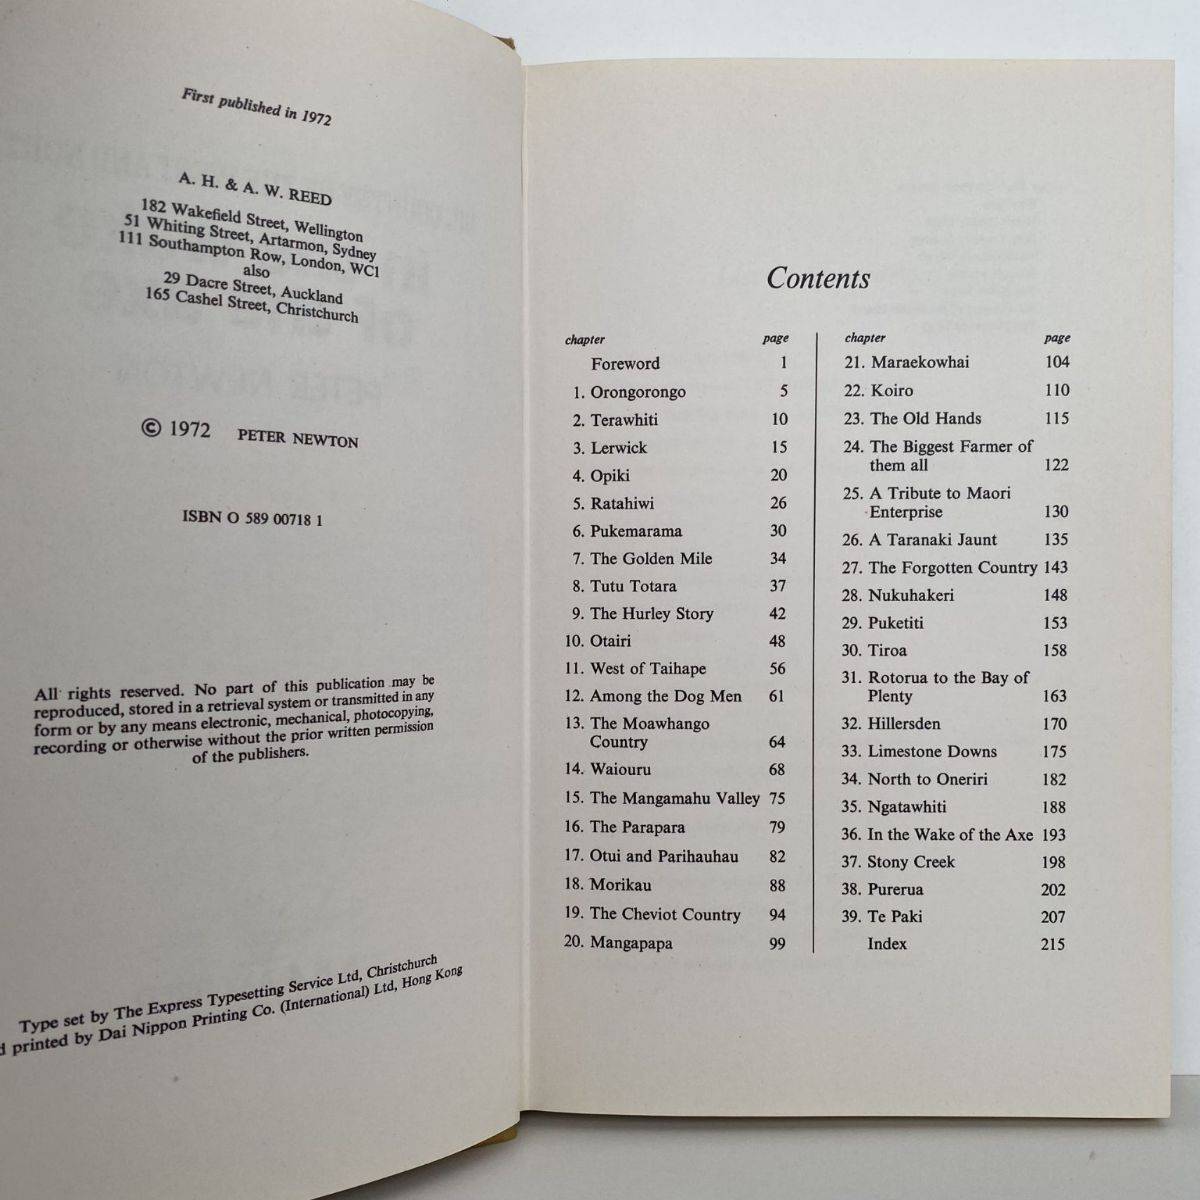 First published in 1972
A. H. & A. W. REED
182 Wakefield Street, Wellington
51 Whiting Street, Artarmon, Sydney
111 Southampton Row, London, WC1
also
29 Dacre Street, Auckland
165 Cashel Street, Christchurch
© 1972 PETER NEWTON
ISBN O 589 00718 1
All rights reserved. No part of this publication may be
reproduced, stored in a retrieval system or transmitted in any
form or by any means electronic, mechanical, photocopying,
recording or otherwise without the prior written permission
of the publishers.
Type set by The Express Typesetting Service Ltd, Christchurch
printed by Dai Nippon Printing Co. (International) Ltd, Hong Kong
Contents
chapter page
Foreword 1
1. Orongorongo 5
2. Terawhiti 10
3. Lerwick 15
4. Opiki 20
5. Ratahiwi 26
6. Pukemarama 30
7. The Golden Mile 34
8. Tutu Totara 37
9. The Hurley Story 42
10. Otairi 48
11. West of Taihape 56
12. Among the Dog Men 61
13. The Moawhango
Country 64
14. Waiouru 68
15. The Mangamahu Valley 75
16. The Parapara 79
17. Otui and Parihauhau 82
18. Morikau 88
19. The Cheviot Country 94
20. Mangapapa 99
chapter page
21. Maraekowhai 104
22. Koiro 110
23. The Old Hands 115
24. The Biggest Farmer of
them all 122
25. A Tribute to Maori
Enterprise 130
26. A Taranaki Jaunt 135
27. The Forgotten Country 143
28. Nukuhakeri 148
29. Puketiti 153
30. Tiroa 158
31. Rotorua to the Bay of
Plenty 163
32. Hillersden 170
33. Limestone Downs 175
34. North to Oneriri 182
35. Ngatawhiti 188
36. In the Wake of the Axe 193
37. Stony Creek 198
38. Purerua 202
39. Te Paki 207
Index 215